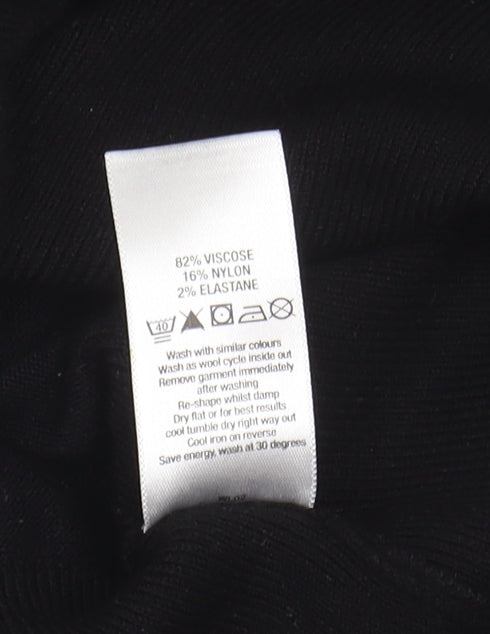 82% VISCOSE
16% NYLON
2% ELASTANE
40
Wash with similar colours
Wash as wool cycle inside out
Remove garment immediately
after washing
Re-shape whilst damp
Dry flat or for best results
cool tumble dry right way out
Cool iron on reverse
Save energy, wash at 30 degrees